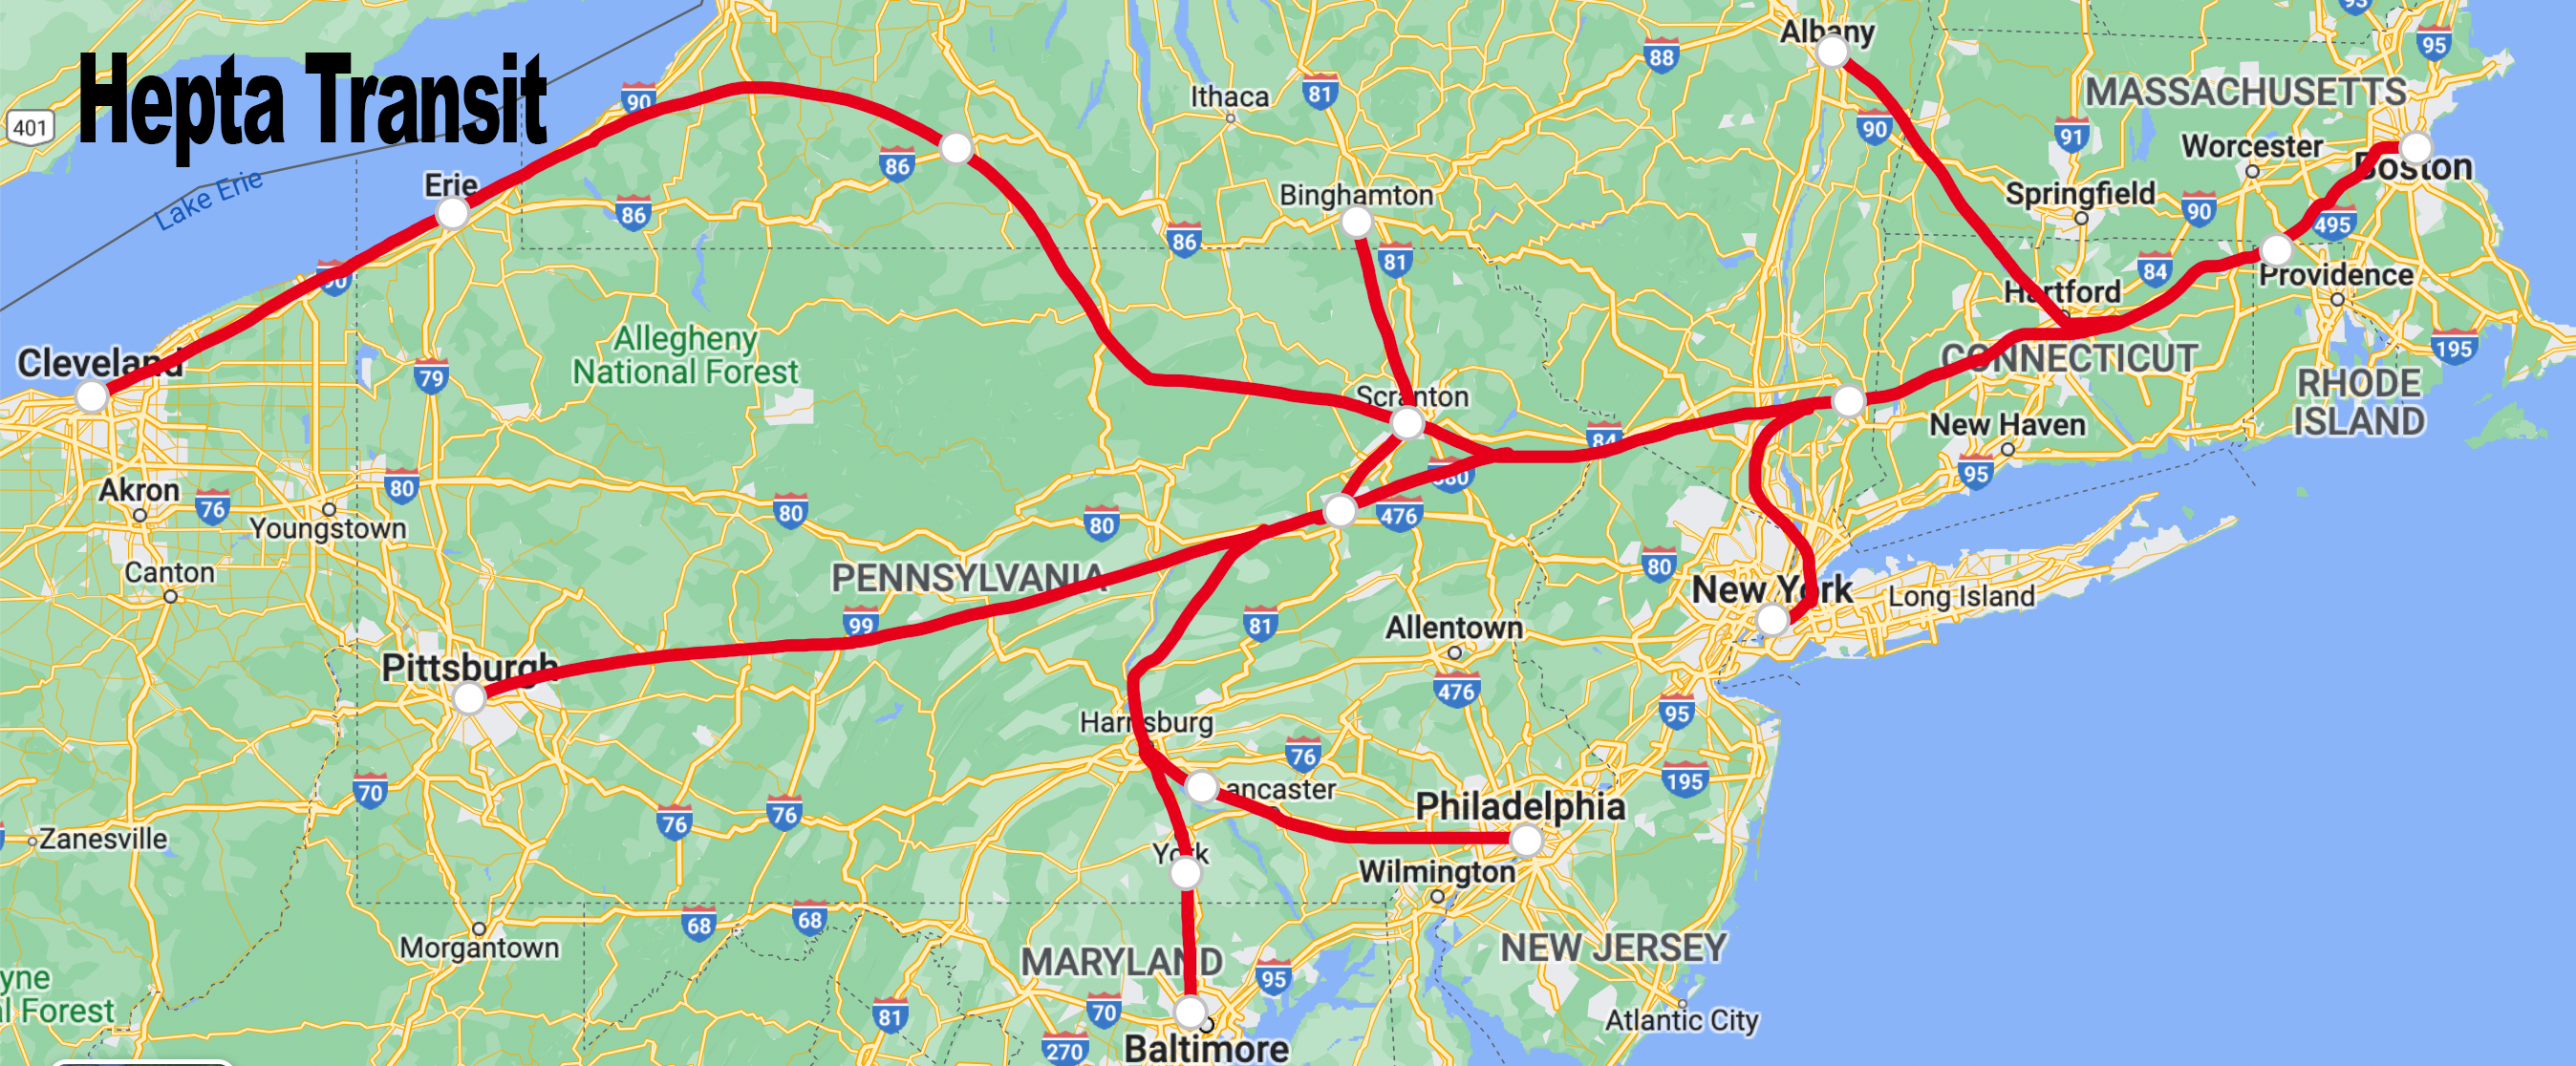 Hepta Transit
Albany
93
95
88
MASSACHUSETTS
401
90
Ithaca
81
90
91
Worcester
Boston
86
Erie
Lake Erie
86
Binghamton
Springfield
90
495
86
81
84
Providence
90
Hartford
Allegheny
National Forest
Cleveland
79
Scranton
CONNECTICUT
195
RHODE
ISLAND
New Haven
84
95
Akron
76
80
80
80
476
Youngstown
Canton
PENNSYLVANIA
80
New York
Long Island
99
81
Allentown
Pittsburgh
476
95
Harrisburg
76
195
70
76
76
ancaster
Philadelphia
Zanesville
York
Wilmington
68
68
Morgantown
MARYLAND
95
NEW JERSEY
yne
l Forest
81
70
Atlantic City
270
Baltimore